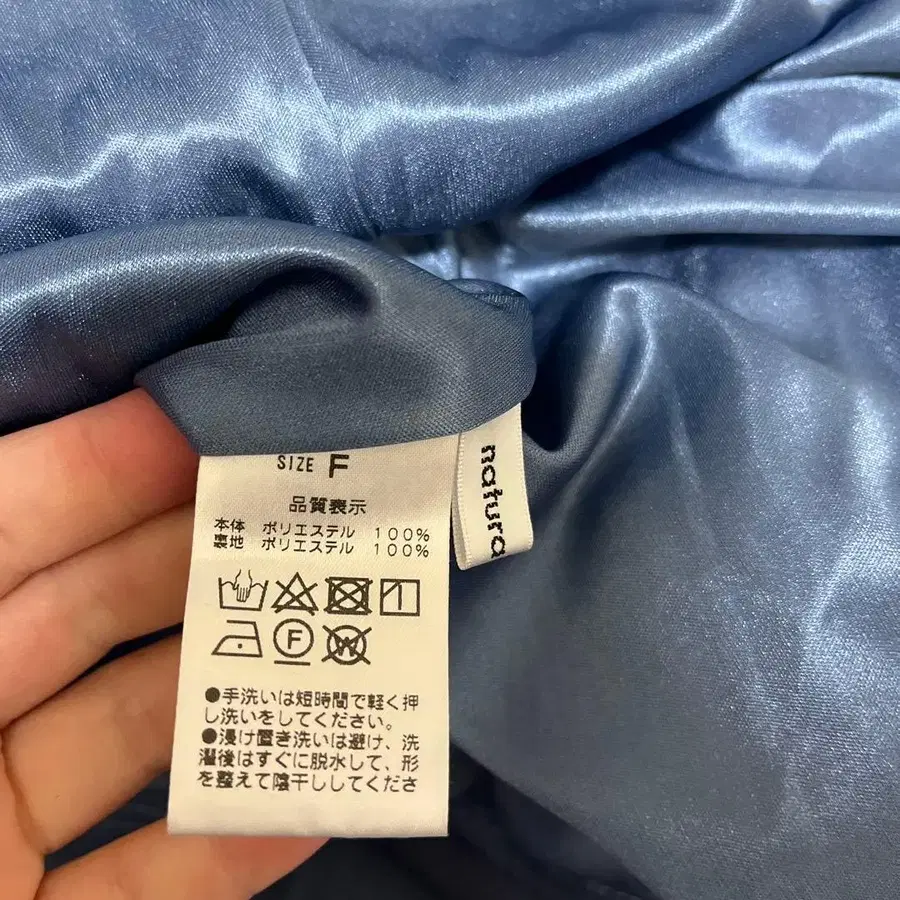 SIZE F
品質表示
本体 ポリエステル 100%
裏地 ポリエステル 100%
F
W
●手洗いは短時間で軽く押
し洗いをしてください。
●浸け置き洗いは避け、洗
濯後はすぐに脱水して、形
を整えて陰干ししてくださ
natura